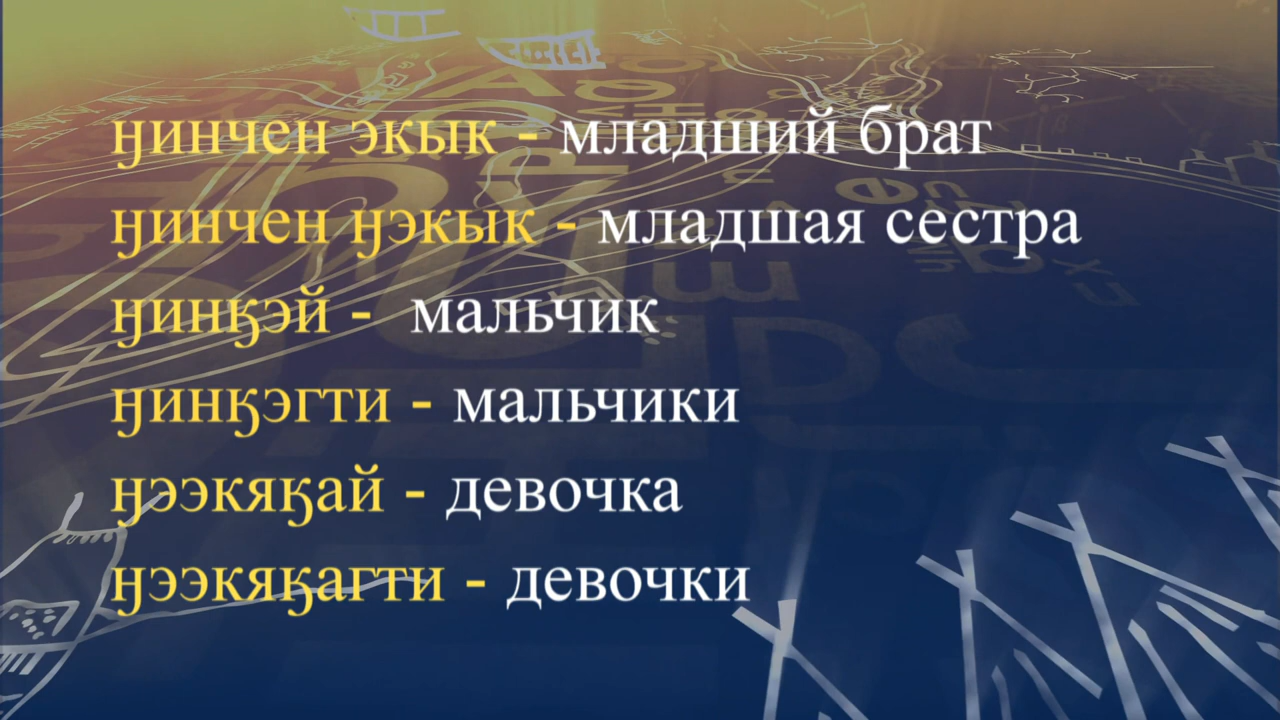 ӈинчен экык - младший брат
ӈинчен ӈэкык - младшая сестра
ӈинӄэй - мальчик
ӈинӄэгти - мальчики
ӈээкяӄай - девочка
ӈээкяӄагти - девочки